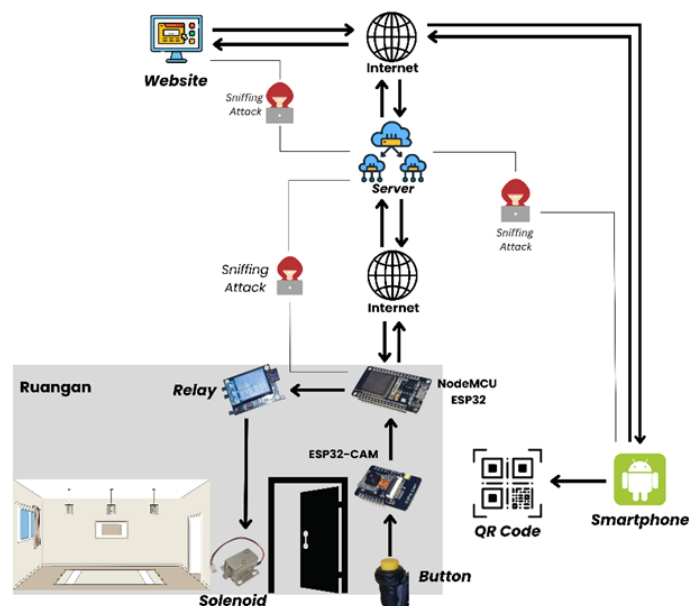 Website
Internet
Sniffing
Attack
Server
Sniffing
Attack
Sniffing
Attack
Internet
Ruangan
Relay
NodeMCU
ESP32
ESP32-CAM
QR Code
Smartphone
Solenoid
Button